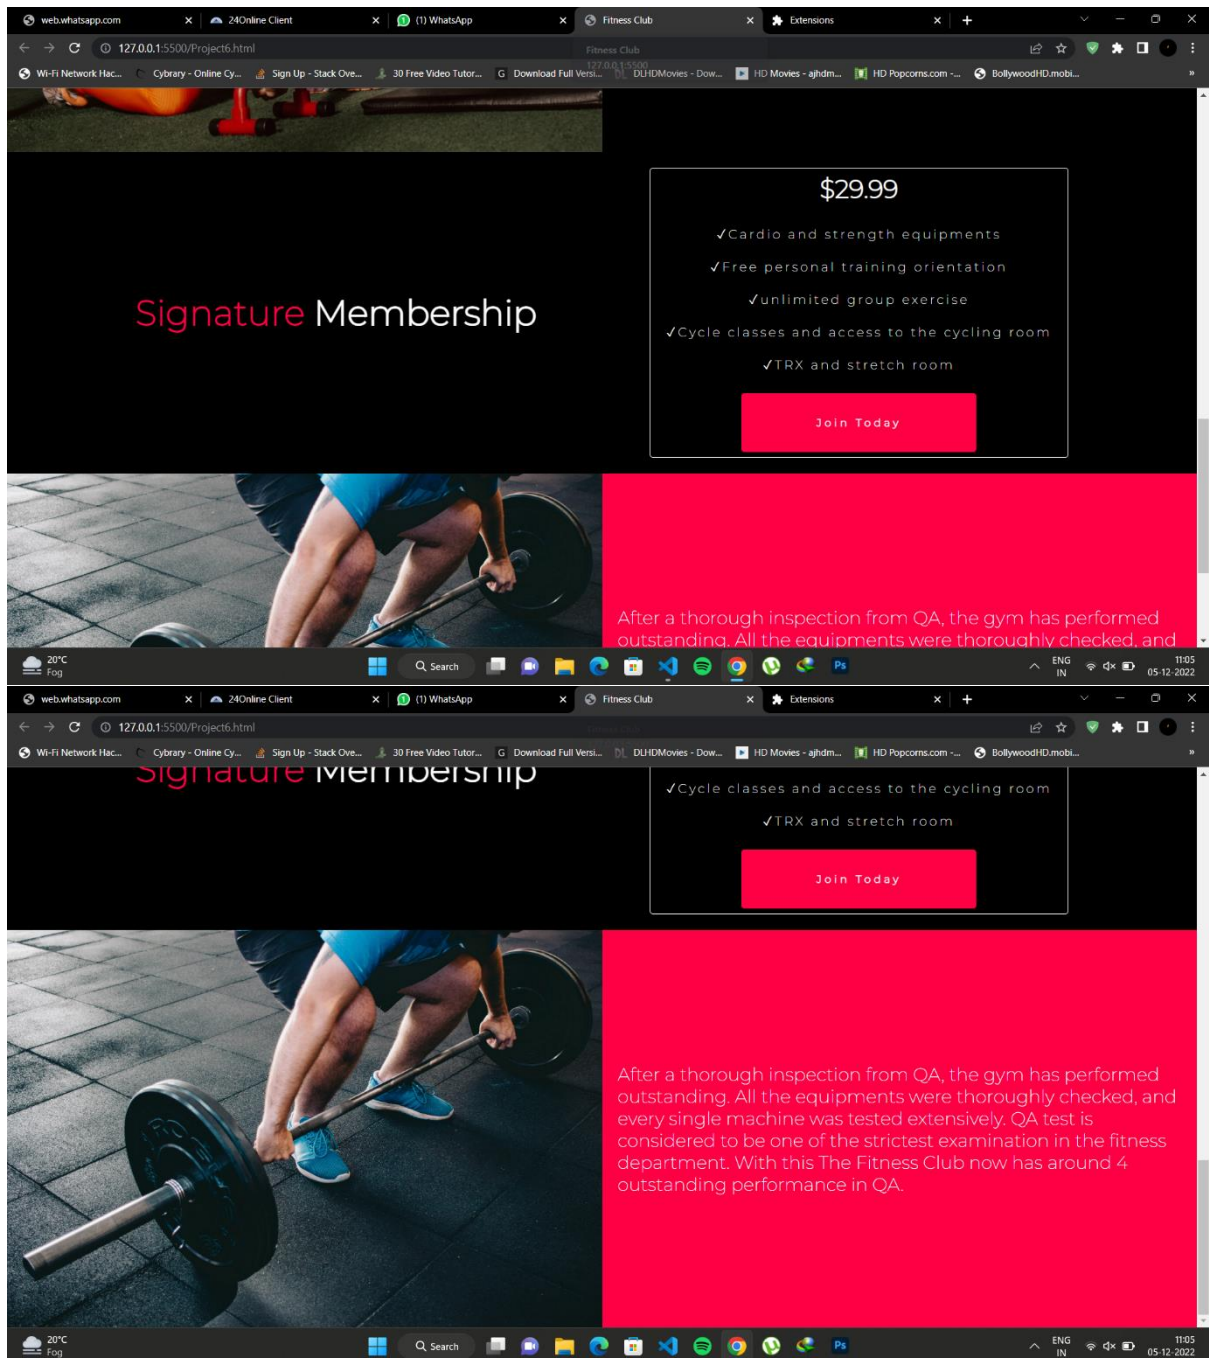 web.whatsapp.com
24Online Client
(1) WhatsApp
Fitness Club
Extensions
127.0.0.1:5500/Project6.html
Fitness Club
127.0.0.1:5500
Wi-Fi Network Hac...
Cybrary - Online Cy...
Sign Up - Stack Ove...
30 Free Video Tutor...
Download Full Versi...
DLHDMovies - Dow...
HD Movies - ajhdm...
HD Popcorns.com -...
BollywoodHD.mobi...
»
$29.99
✓Cardio and strength equipments
✓Free personal training orientation
✓unlimited group exercise
✓Cycle classes and access to the cycling room
✓TRX and stretch room
Join Today
Signature Membership
After a thorough inspection from QA, the gym has performed
outstanding. All the equipments were thoroughly checked, and
20°C
Fog
Search
Ps
ENG
IN
11:05
05-12-2022
web.whatsapp.com
24Online Client
(1) WhatsApp
Fitness Club
Extensions
127.0.0.1:5500/Project6.html
Wi-Fi Network Hac...
Cybrary - Online Cy...
Sign Up - Stack Ove...
30 Free Video Tutor...
Download Full Versi...
DLHDMovies - Dow...
HD Movies - ajhdm...
HD Popcorns.com -...
BollywoodHD.mobi...
»
Signature Membership
✓Cycle classes and access to the cycling room
✓TRX and stretch room
Join Today
After a thorough inspection from QA, the gym has performed
outstanding. All the equipments were thoroughly checked, and
every single machine was tested extensively. QA test is
considered to be one of the strictest examination in the fitness
department. With this The Fitness Club now has around 4
outstanding performance in QA.
20°C
Fog
Search
Ps
ENG
IN
11:05
05-12-2022